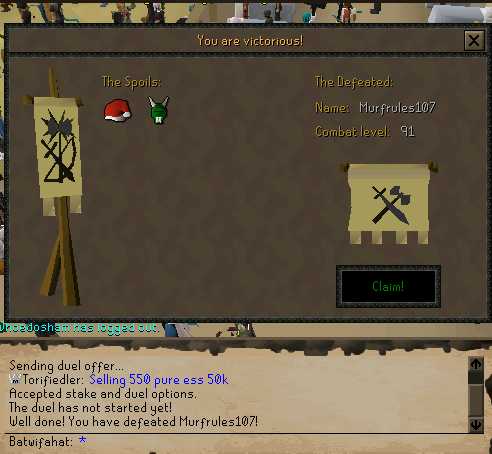 You are victorious!
The Spoils:
The Defeated:
Name: Murfrules107
Combat level: 91
Claim!
has logged out.
Sending duel offer...
Torifiedler: Selling 550 pure ess 50k
Accepted stake and duel options.
The duel has not started yet!
Well done! You have defeated Murfrules107!
Batwifahat: *